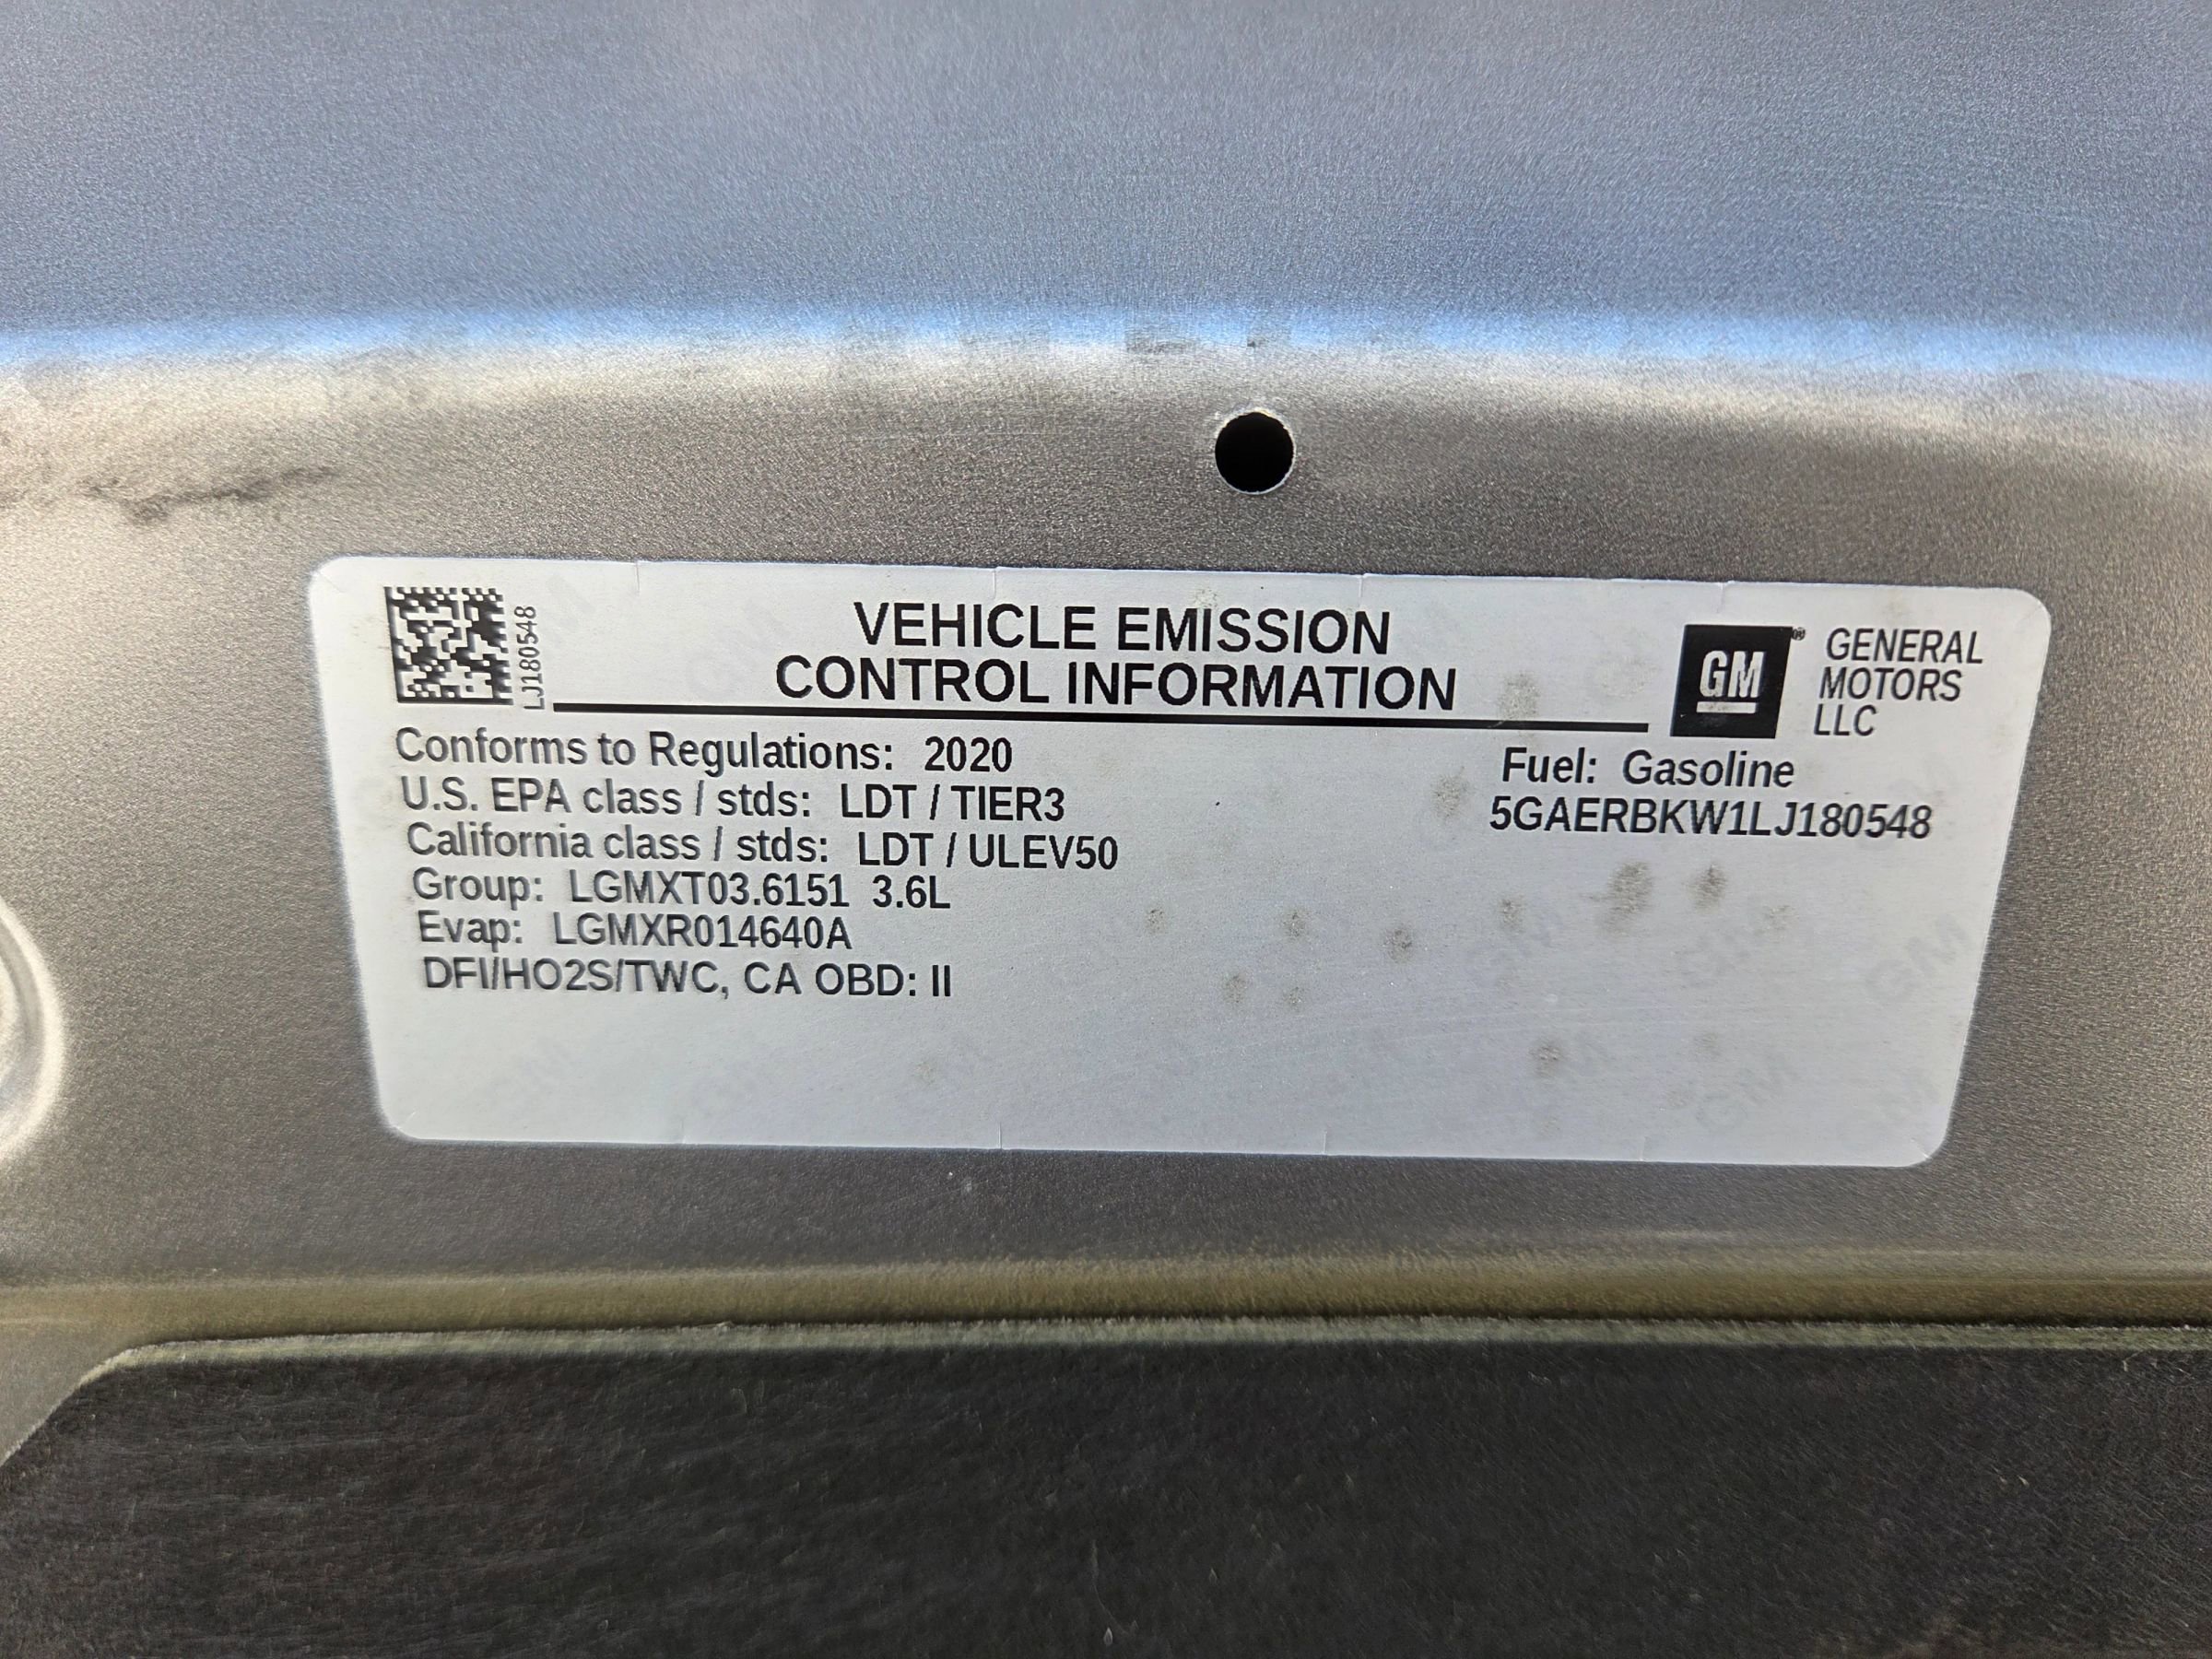 LJ180548
VEHICLE EMISSION
CONTROL INFORMATION
GM®
GENERAL
MOTORS
LLC
Conforms to Regulations: 2020
U.S. EPA class / stds: LDT / TIER3
California class / stds: LDT / ULEV50
Group: LGMXT03.6151 3.6L
Evap: LGMXR014640A
DFI/HO2S/TWC, CA OBD: II
Fuel: Gasoline
5GAERBKW1LJ180548